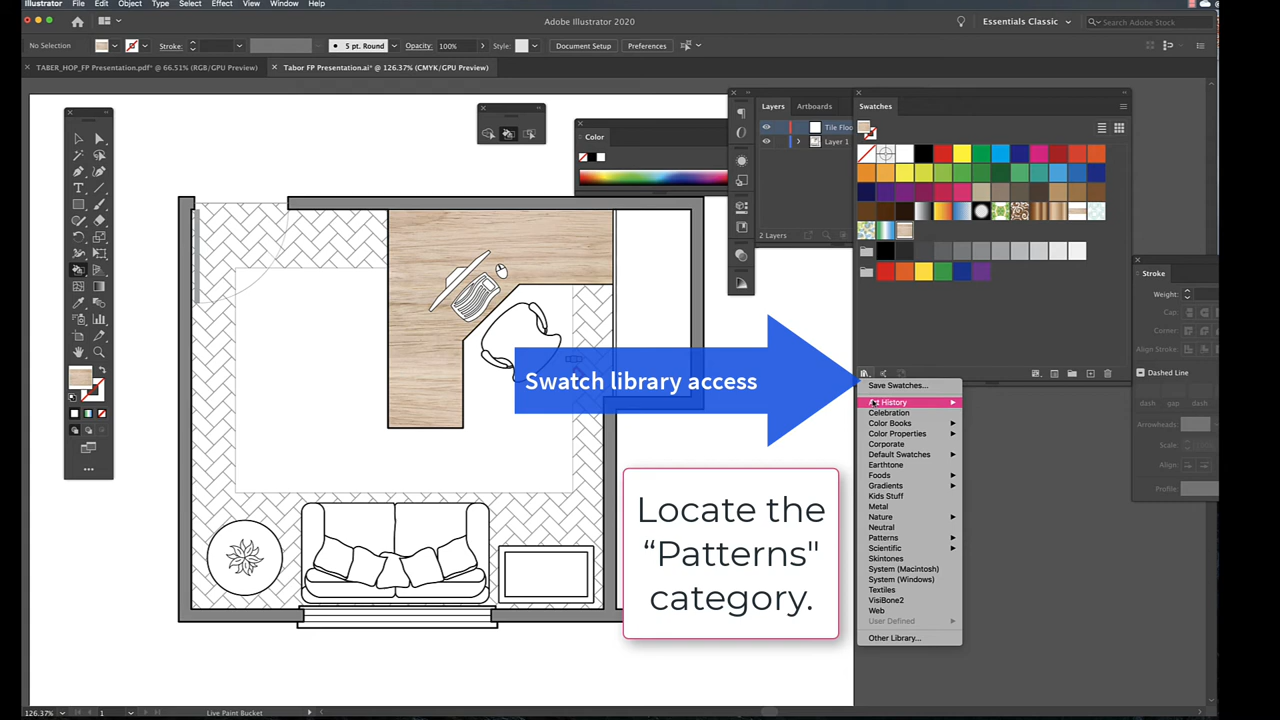 Illustrator File Edit Object Type Select Effect View Window Help
Adobe Illustrator 2020
Essentials Classic
Search Adobe Stock
No Selection
Stroke:
5 pt. Round
Opacity: 100%
Style:
Document Setup
Preferences
TABER_HOP_FP Presentation.pdf* @ 66.51% (RGB/GPU Preview)
Tabor FP Presentation.ai* @ 126.37% (CMYK/GPU Preview)
Layers
Artboards
Swatches
Color
Tile Floo
Layer 1
2 Layers
Stroke
Weight:
Cap:
Corner:
Align Stroke:
Dashed Line
dash gap dash
Arrowheads:
Scale:
Align:
Profile:
Swatch library access
Locate the
“Patterns"
category.
Save Swatches...
Art History
Celebration
Color Books
Color Properties
Corporate
Default Swatches
Earthtone
Foods
Gradients
Kids Stuff
Metal
Nature
Neutral
Patterns
Scientific
Skintones
System (Macintosh)
System (Windows)
Textiles
VisiBone2
Web
User Defined
Other Library...
126.37%
1
Live Paint Bucket